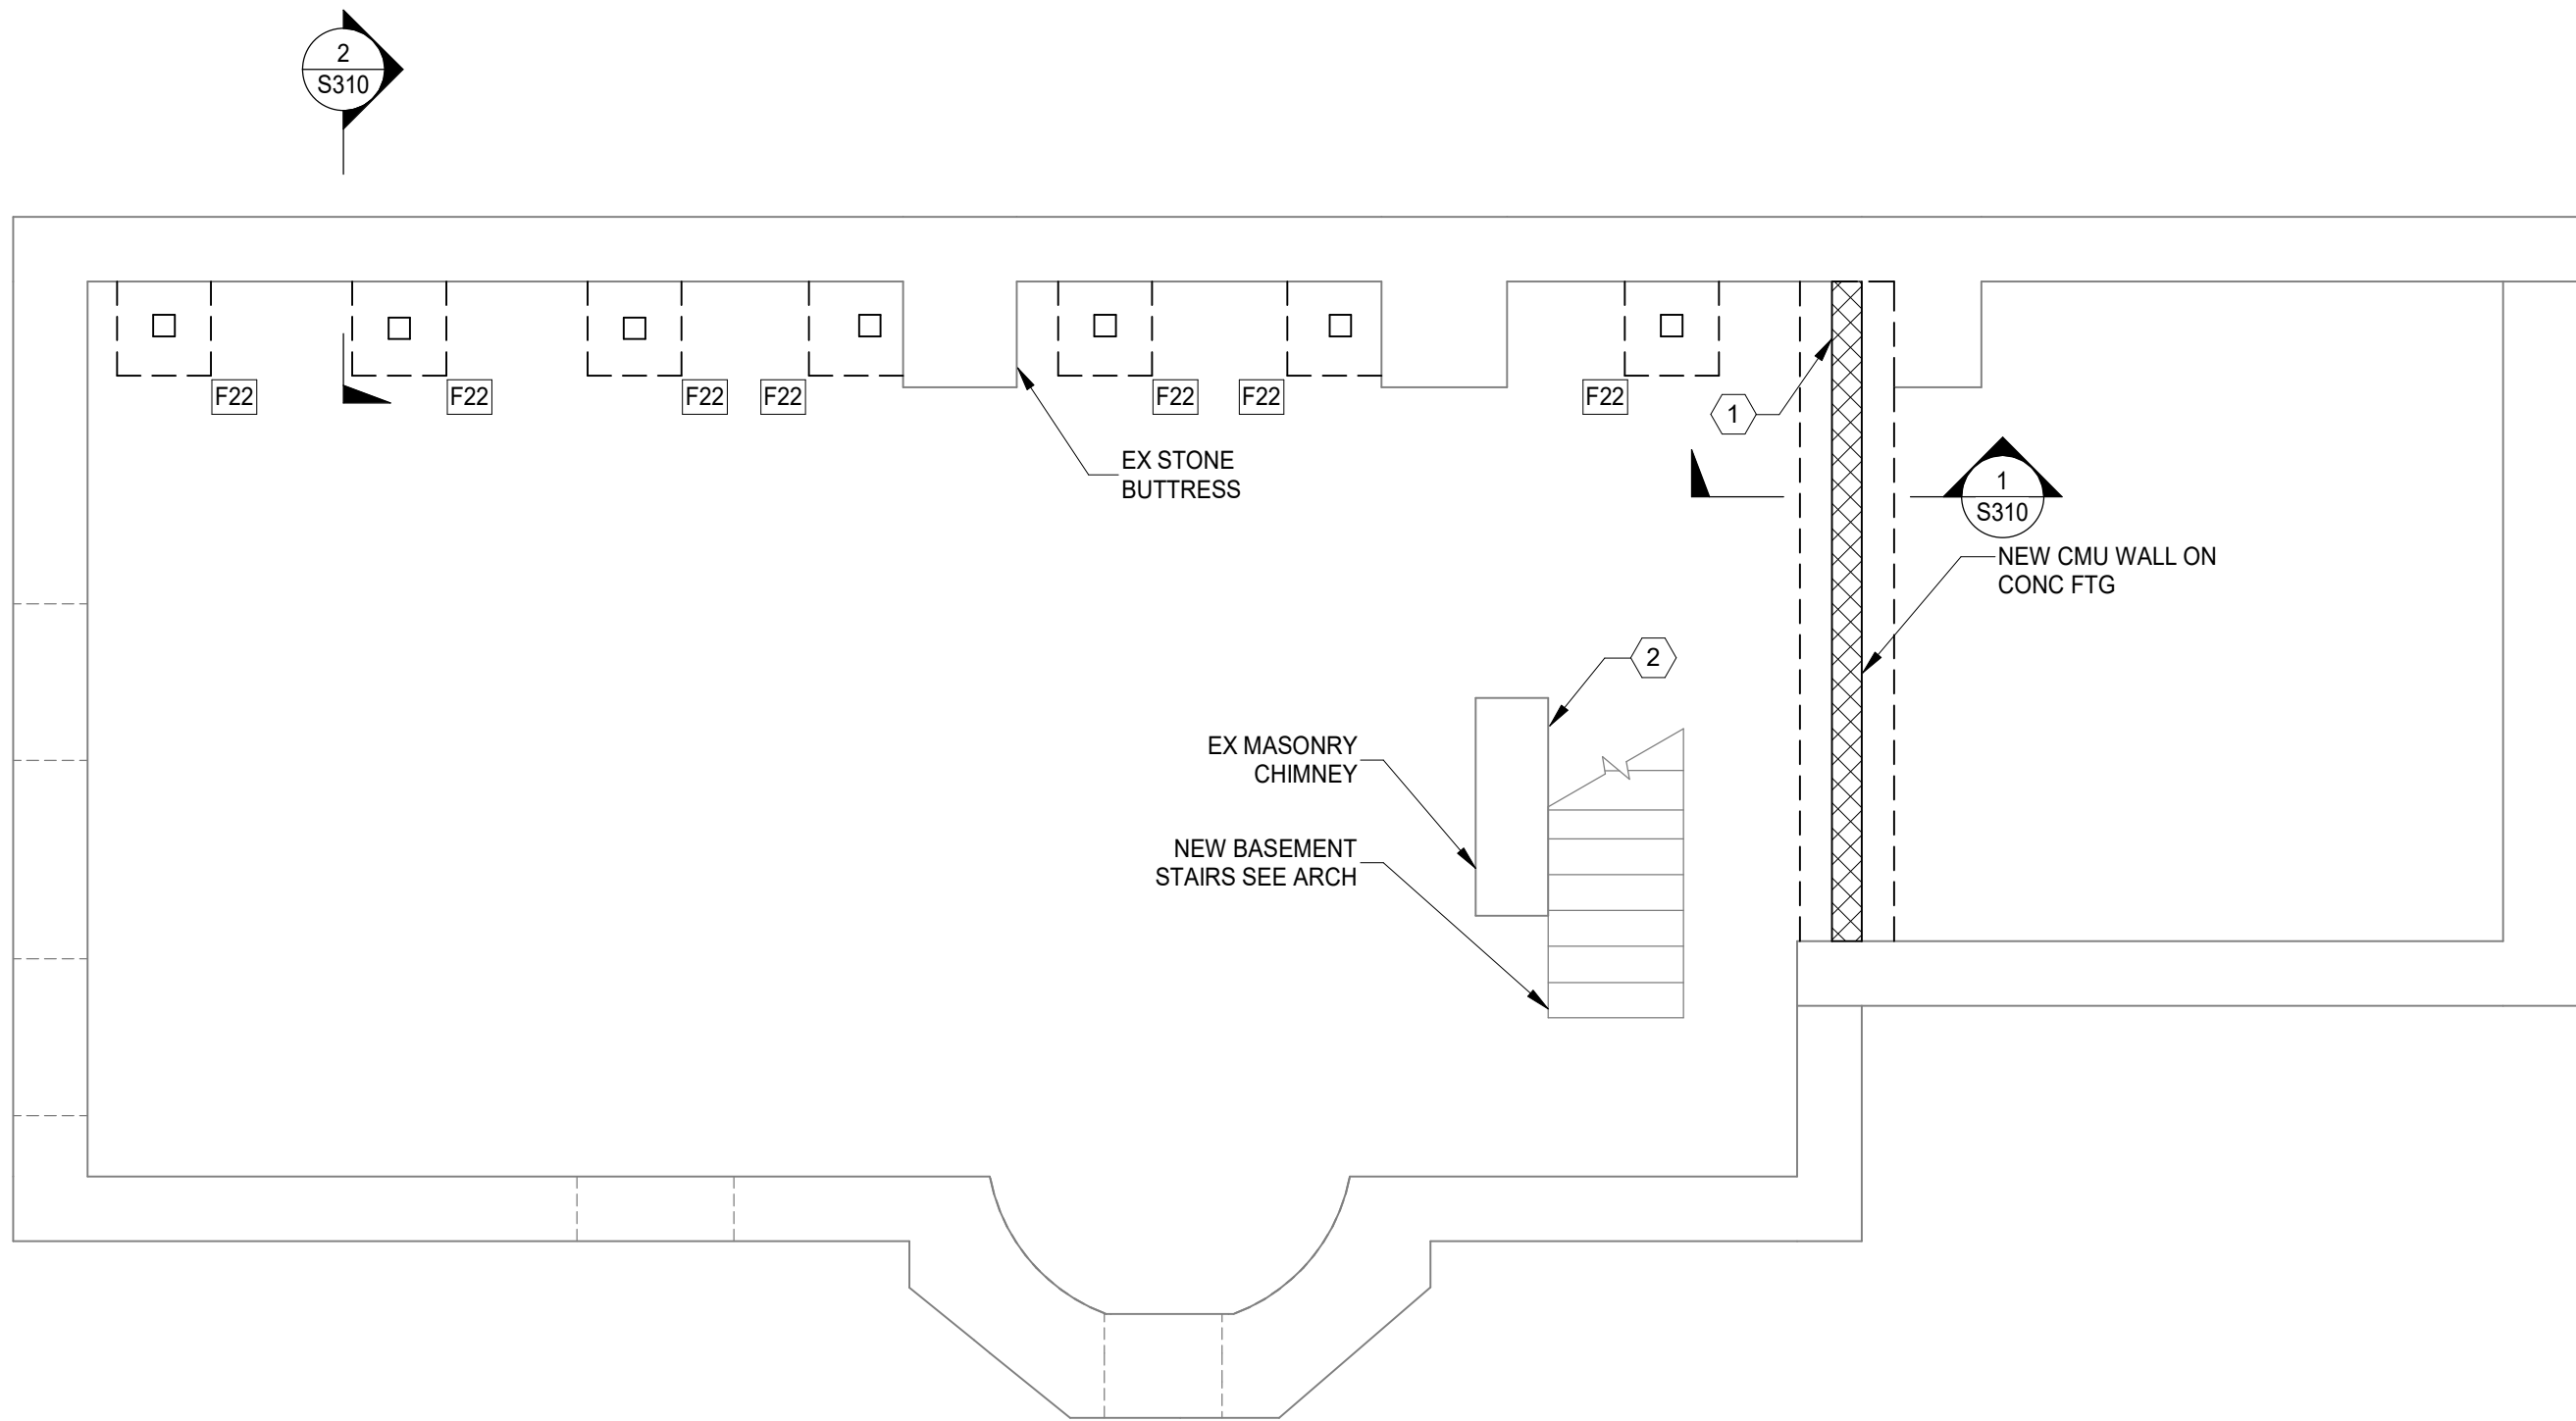 2
S310
F22
F22
F22
F22
F22
F22
F22
1
EX STONE
BUTTRESS
1
S310
NEW CMU WALL ON
CONC FTG
2
EX MASONRY
CHIMNEY
NEW BASEMENT
STAIRS SEE ARCH